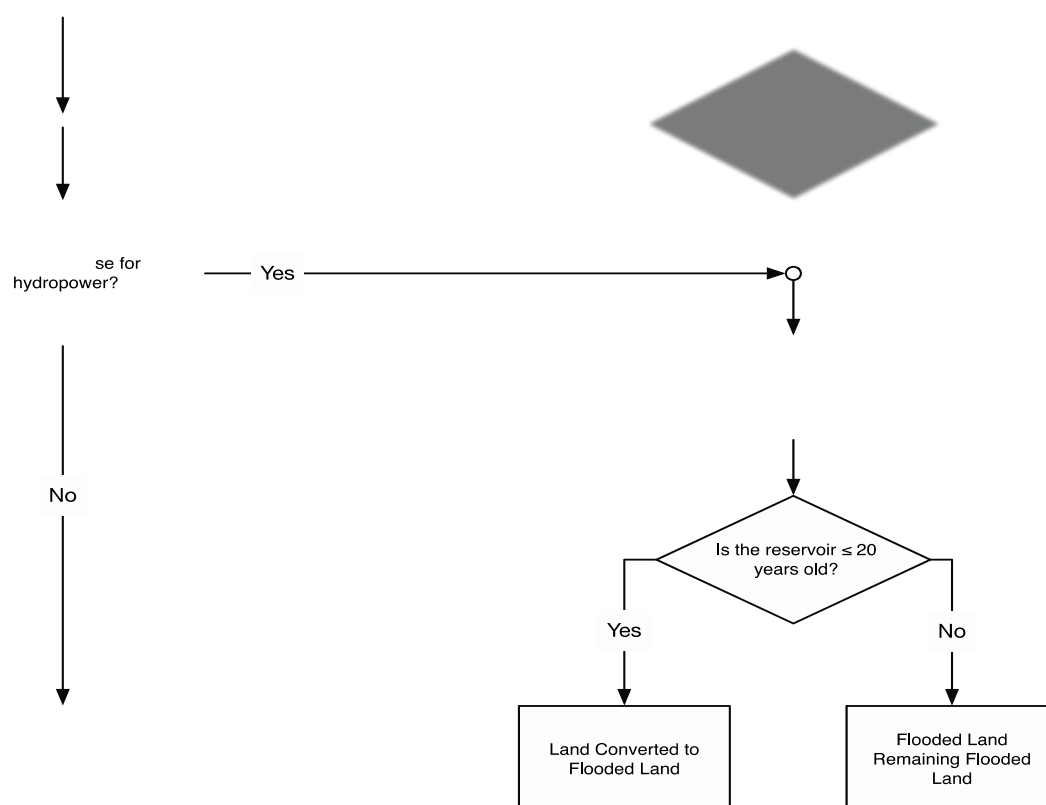 se for
hydropower?
Yes
No
Is the reservoir ≤ 20
years old?
Yes
No
Land Converted to
Flooded Land
Flooded Land
Remaining Flooded
Land